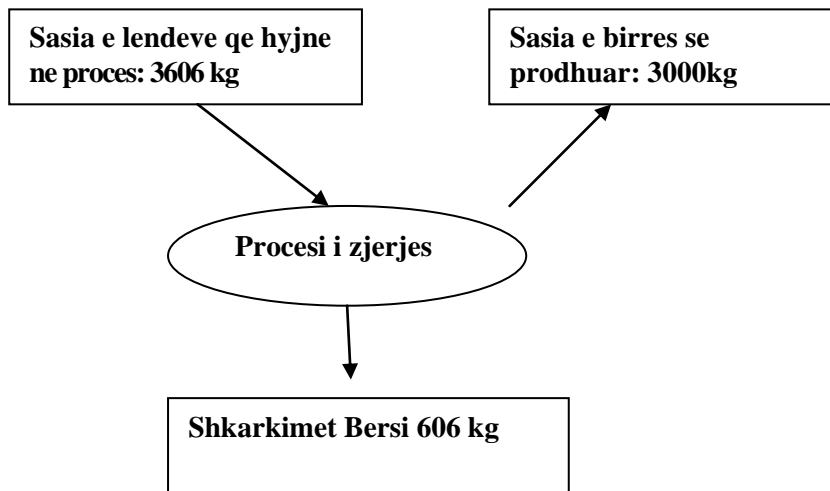 Sasia e lendeve qe hyjne
ne proces: 3606 kg
Sasia e birres se
prodhuar: 3000kg
Procesi i zjerjes
Shkarkimet Bersi 606 kg